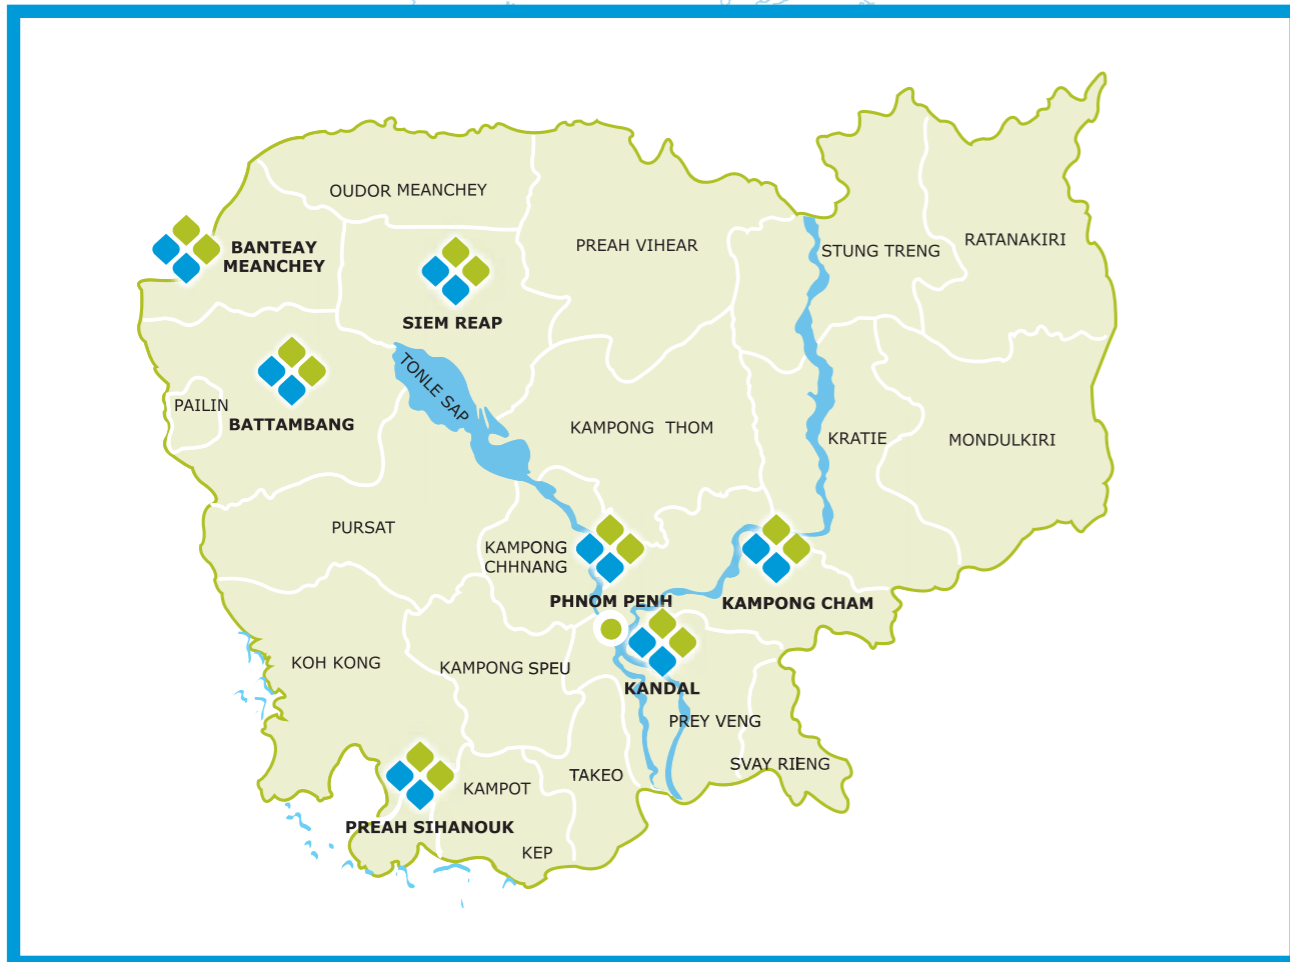 OUDOR MEANCHEY
BANTEAY
MEANCHEY
PREAH VIHEAR
STUNG TRENG
RATANAKIRI
SIEM REAP
TONLE SAP
PAILIN
BATTAMBANG
KAMPONG THOM
KRATIE
MONDULKIRI
PURSAT
KAMPONG
CHHNANG
PHNOM PENH
KAMPONG CHAM
KOH KONG
KAMPONG SPEU
KANDAL
PREY VENG
SVAY RIENG
TAKEO
KAMPOT
PREAH SIHANOUK
KEP